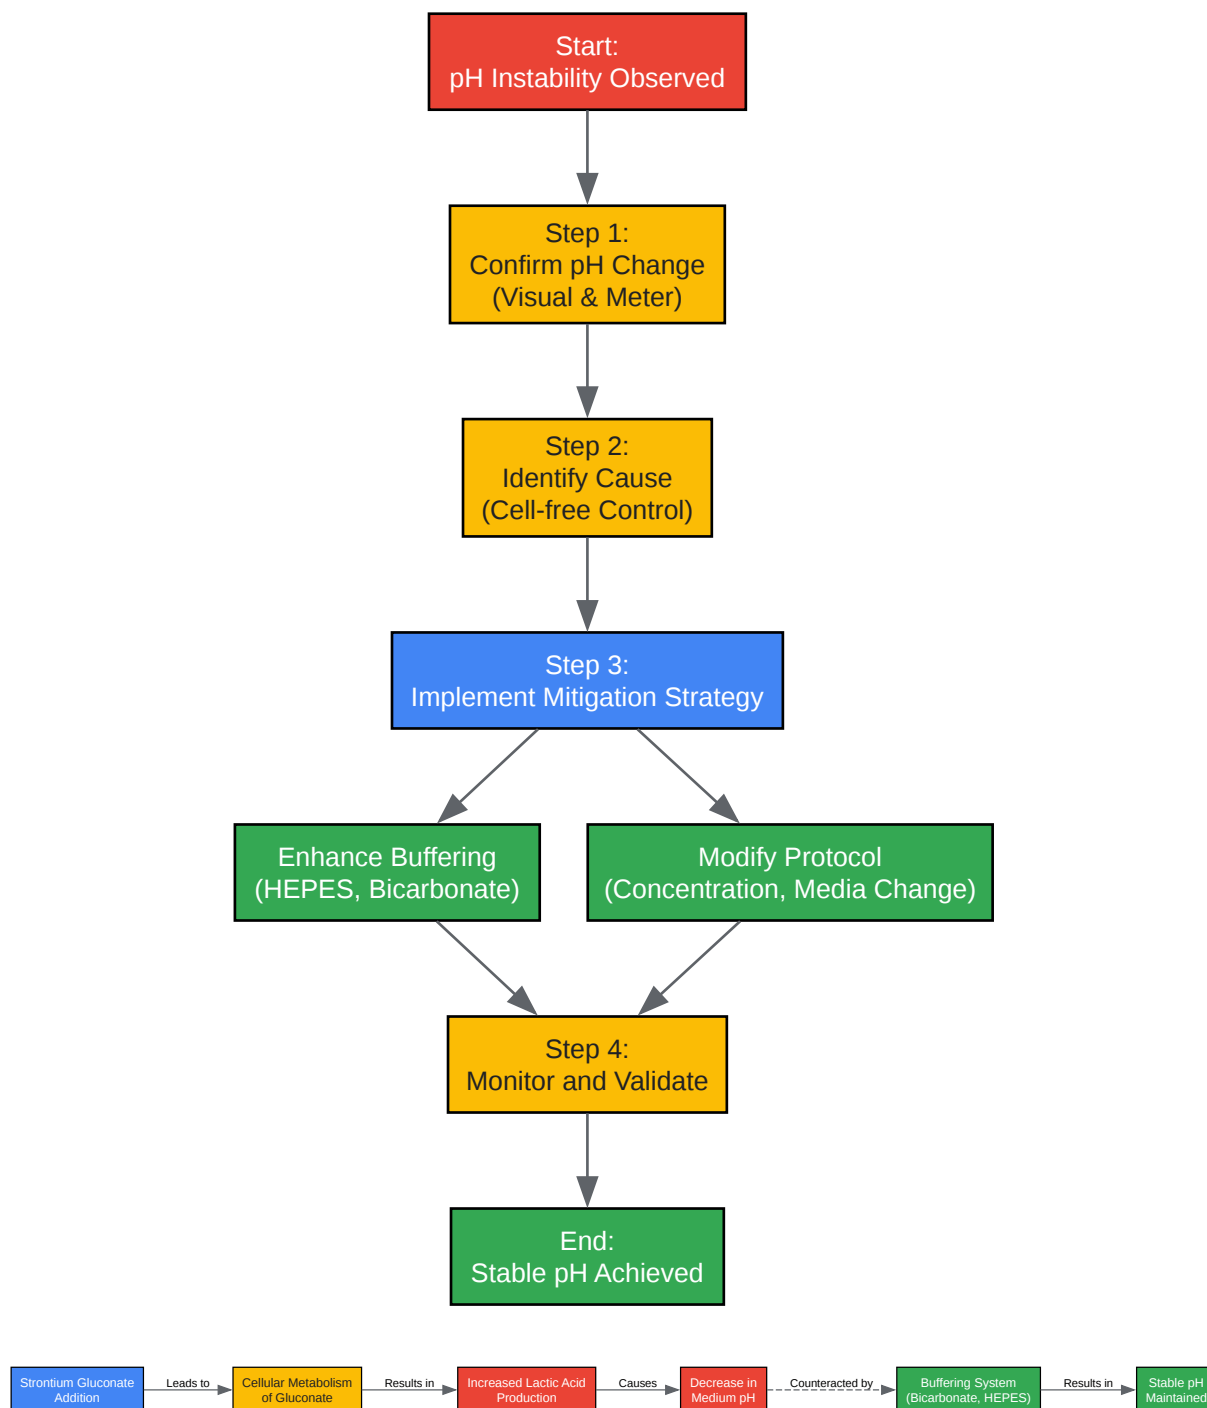 Start:
pH Instability Observed
Step 1:
Confirm pH Change
(Visual & Meter)
Step 2:
Identify Cause
(Cell-free Control)
Step 3:
Implement Mitigation Strategy
Enhance Buffering
(HEPES, Bicarbonate)
Modify Protocol
(Concentration, Media Change)
Step 4:
Monitor and Validate
End:
Stable pH Achieved
Strontium Gluconate
Addition
Leads to
Cellular Metabolism
of Gluconate
Results in
Increased Lactic Acid
Production
Causes
Decrease in
Medium pH
Counteracted by
Buffering System
(Bicarbonate, HEPES)
Results in
Stable pH
Maintained